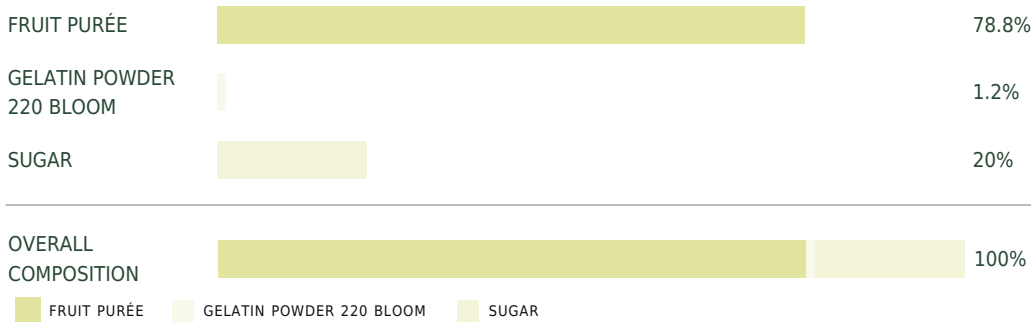 FRUIT PURÉE 78.8%
GELATIN POWDER
220 BLOOM 1.2%
SUGAR 20%
OVERALL
COMPOSITION 100%
FRUIT PURÉE GELATIN POWDER 220 BLOOM SUGAR